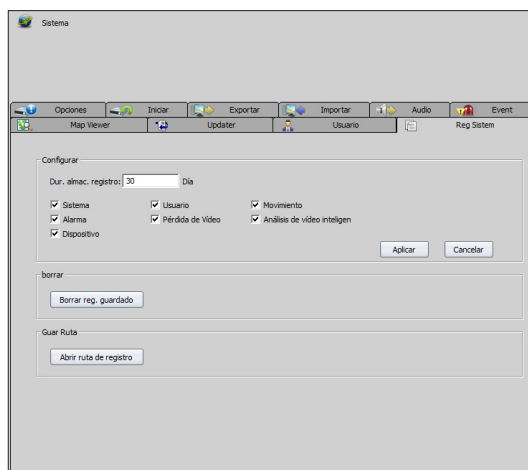 Sistema
Opciones Iniciar Exportar Importar Audio Event
Map Viewer Updater Usuario Reg Sistem
Configurar
Dur. almac. registro: 30 Día
Sistema Usuario Movimiento
Alarma Pérdida de Vídeo Análisis de vídeo inteligen
Dispositivo
Aplicar Cancelar
borrar
Borrar reg. guardado
Guar Ruta
Abrir ruta de registro